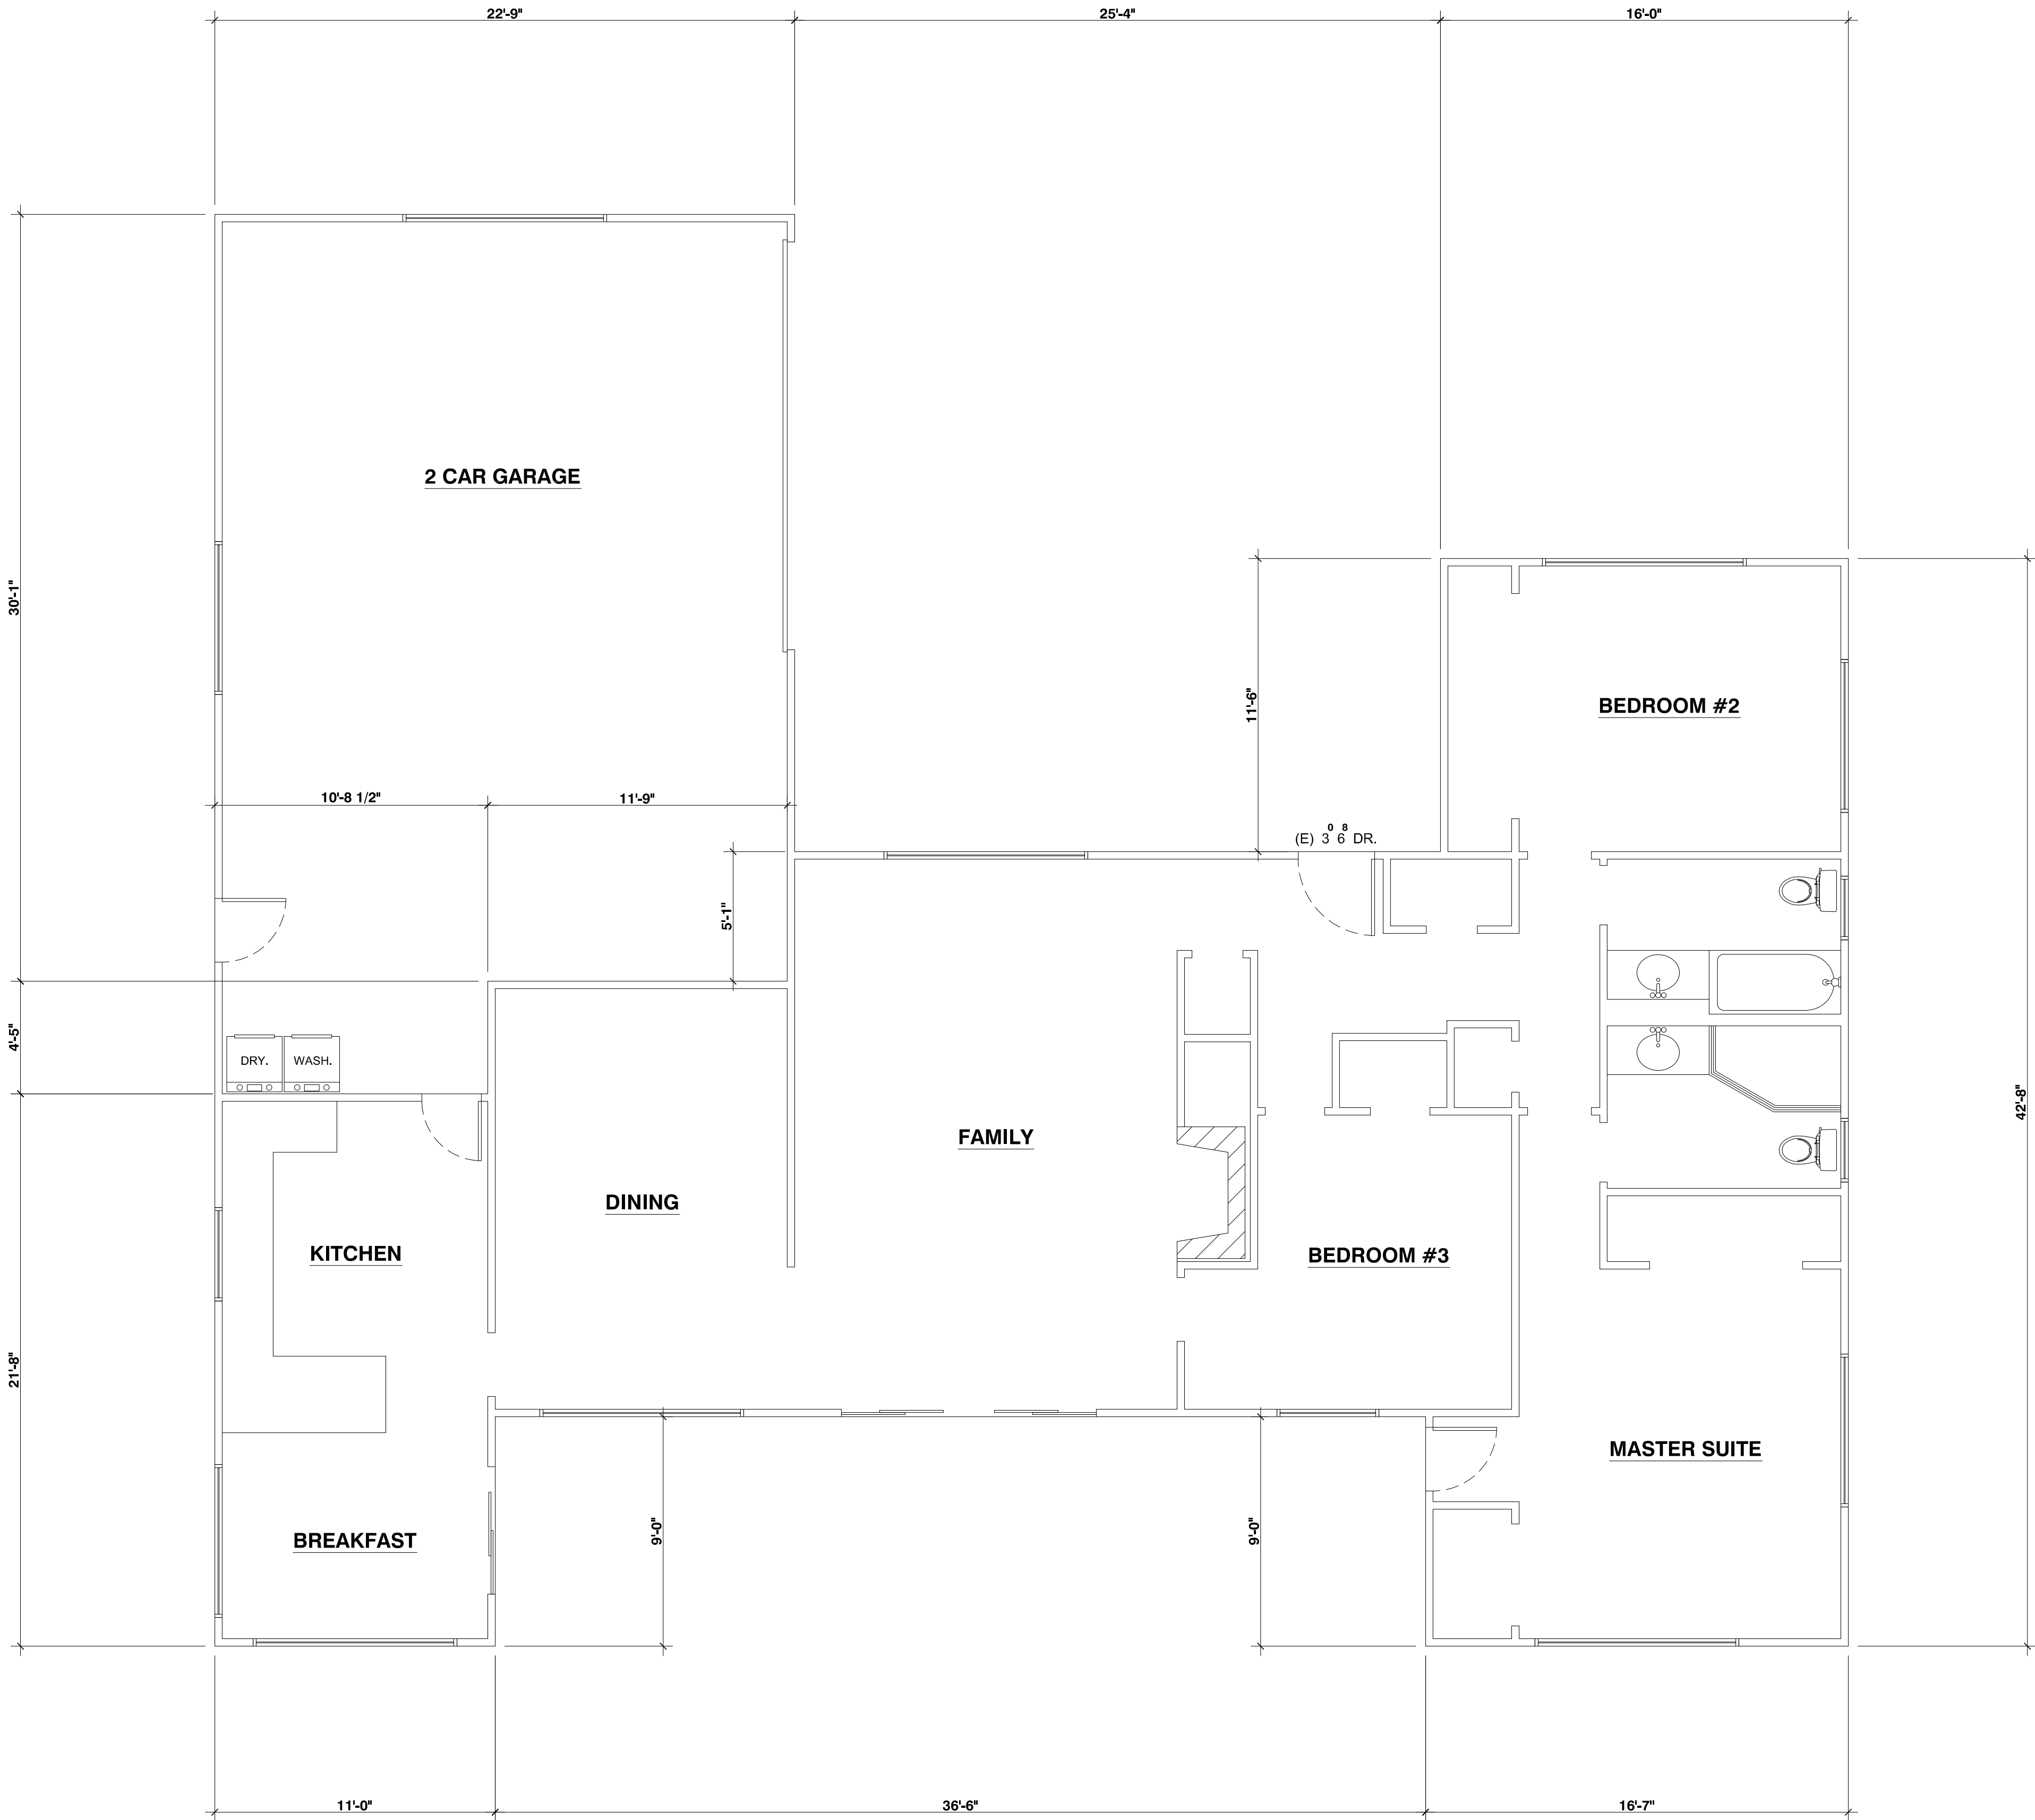 22'-9" 25'-4" 16'-0"
2 CAR GARAGE
30'-1"
11'-6"
BEDROOM #2
10'-8 1/2" 11'-9"
0 8
(E) 3 6 DR.
5'-1"
4'-5"
DRY. WASH.
42'-8"
FAMILY
DINING
KITCHEN
BEDROOM #3
21'-8"
MASTER SUITE
9'-0" 9'-0"
BREAKFAST
11'-0" 36'-6" 16'-7"